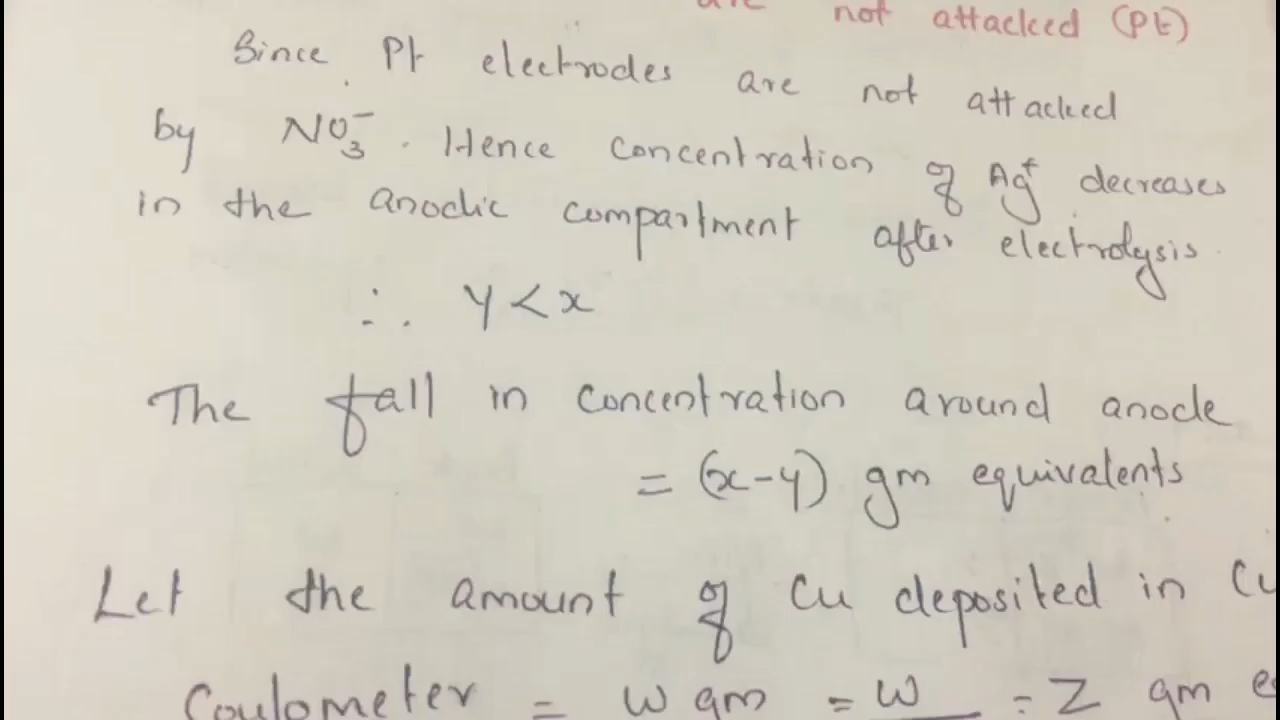 are not attacked (Pt)
Since Pt electrodes are not attacked
by NO₃⁻. Hence concentration of Ag⁺ decreases
in the anodic compartment after electrolysis.
∴ y < x
The fall in concentration around anode
= (x-y) gm equivalents
Let the amount of Cu deposited in Cu
Coulometer = W gm = W = Z gm e